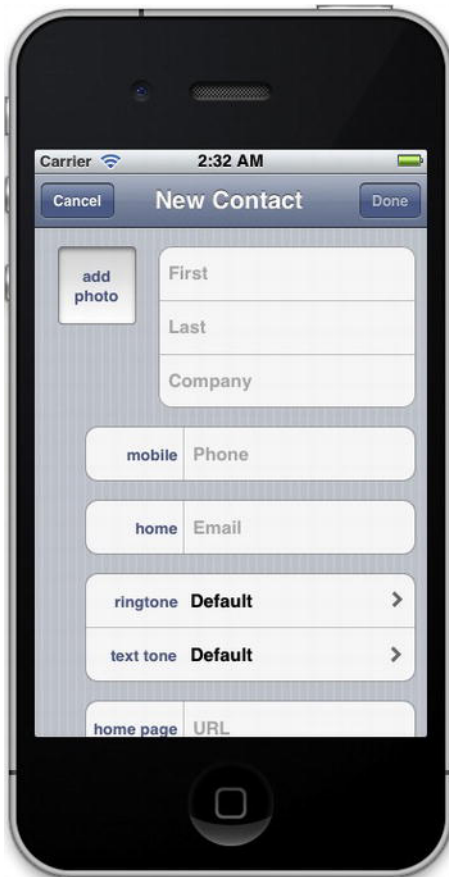 Carrier 2:32 AM
Cancel New Contact Done
add
photo
First
Last
Company
mobile Phone
home Email
ringtone Default
text tone Default
home page URL